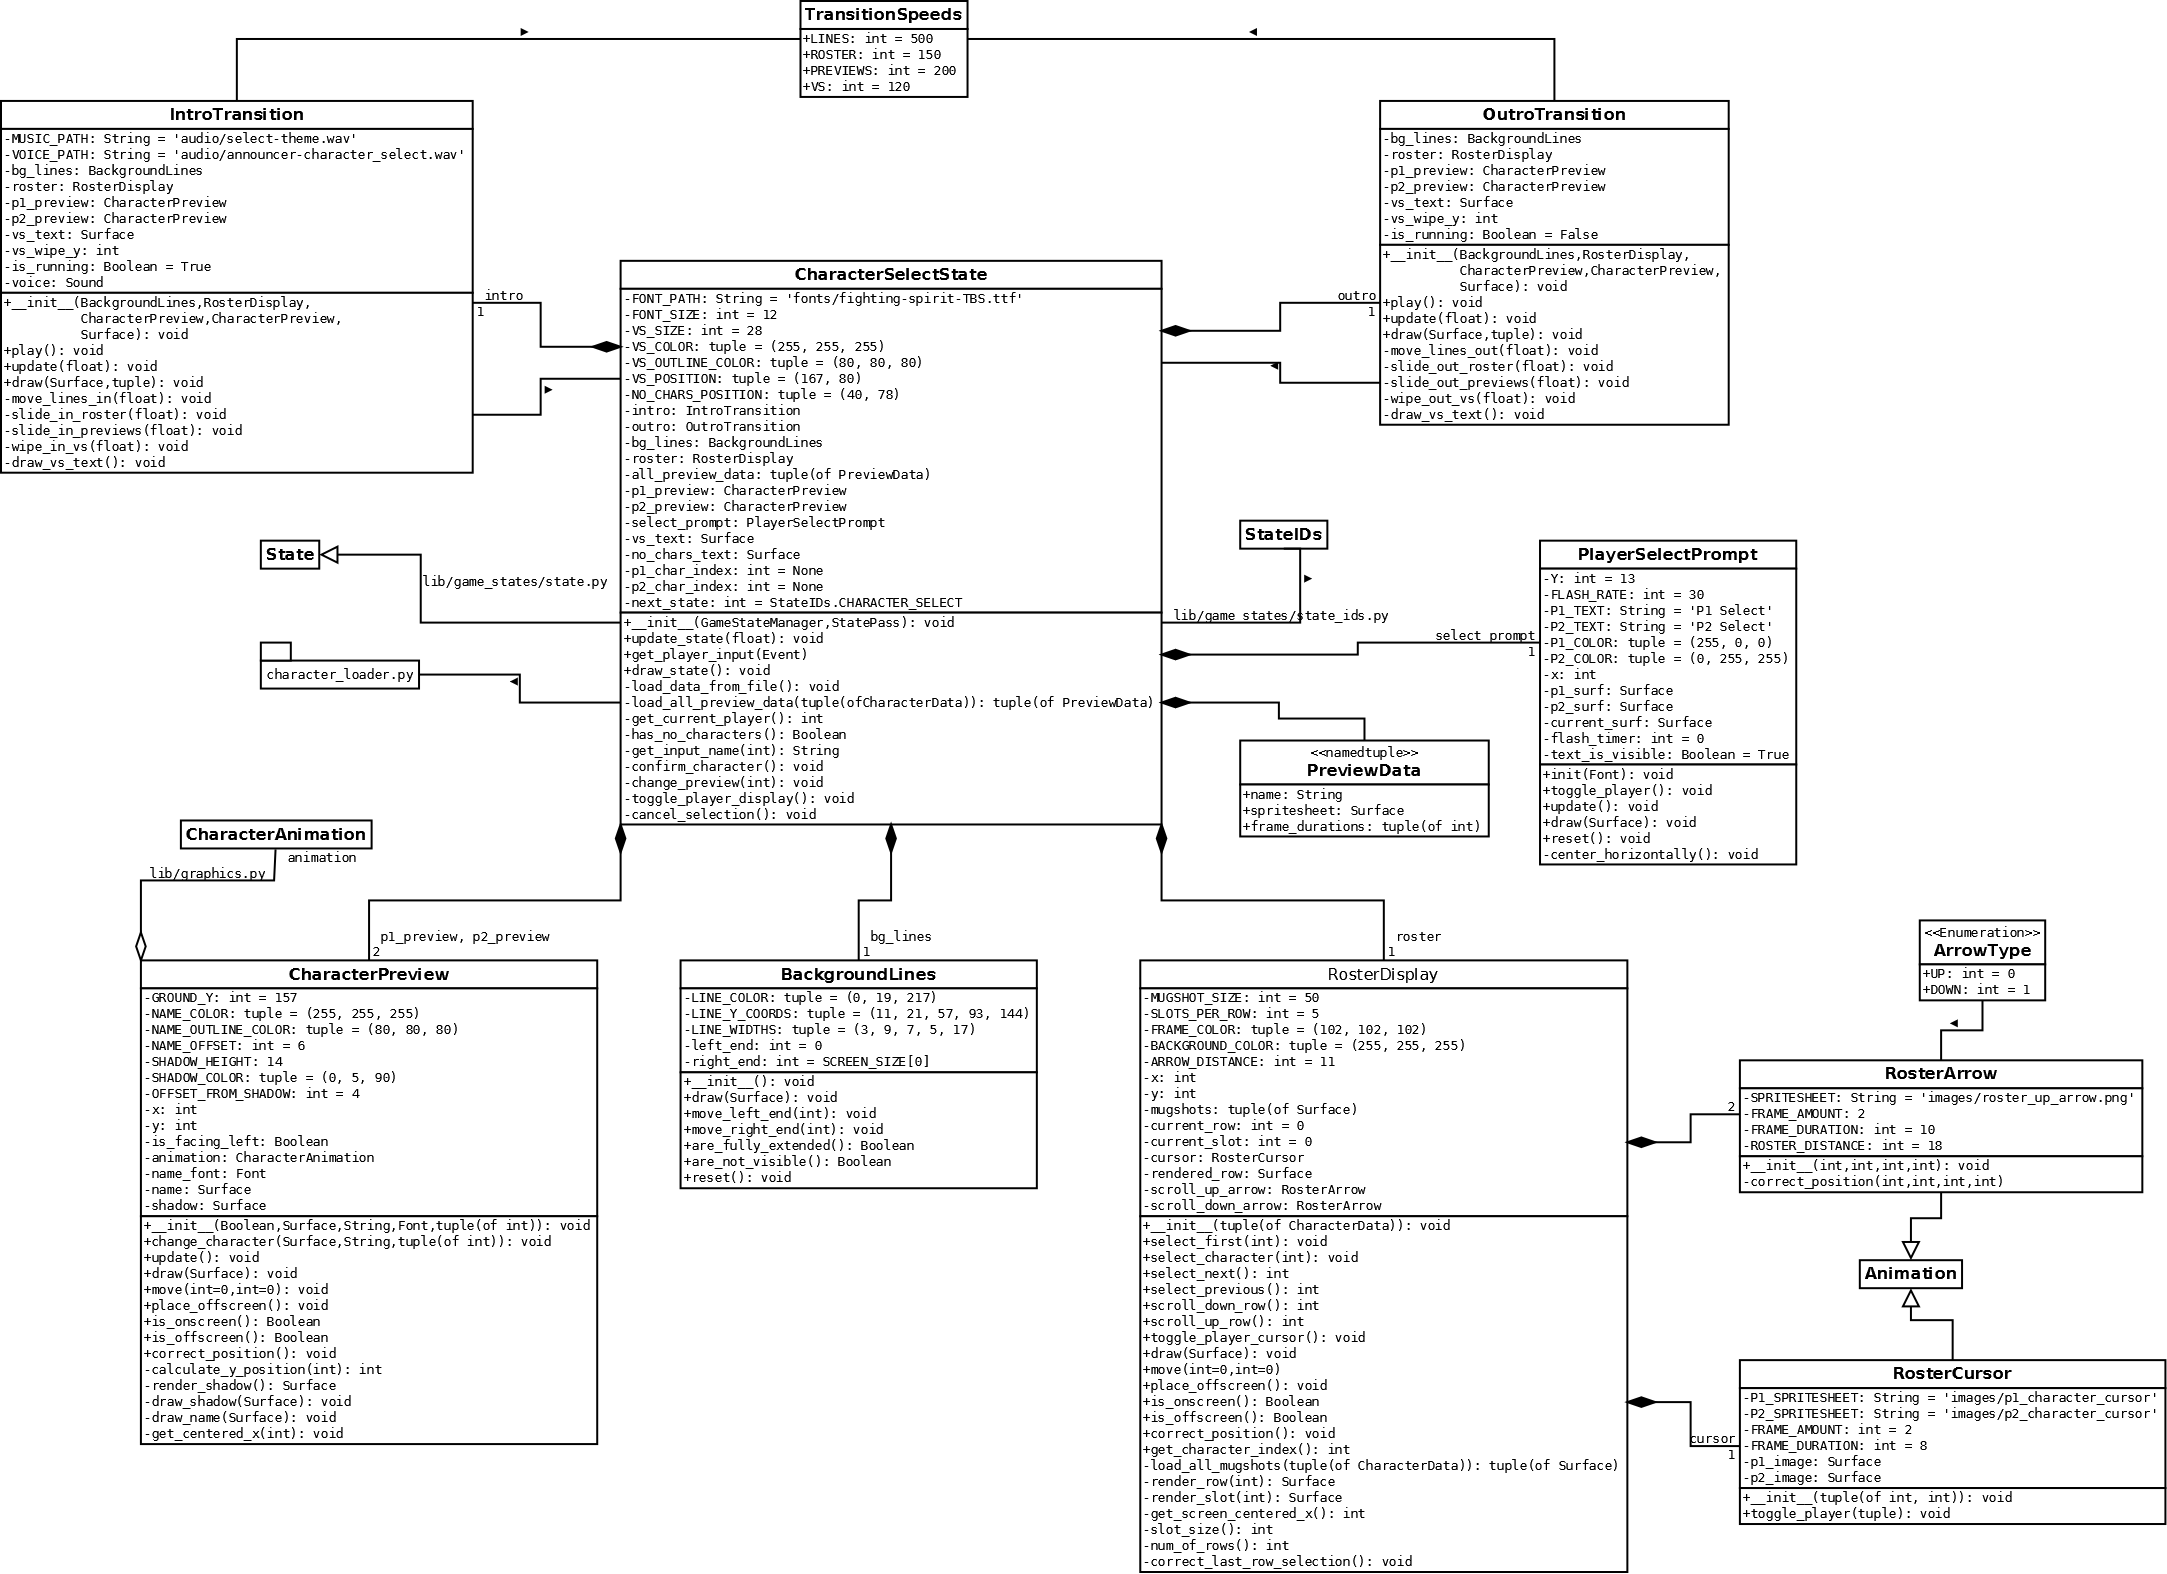 TransitionSpeeds
+LINES: int = 500
+ROSTER: int = 150
+PREVIEWS: int = 200
+VS: int = 120
IntroTransition
-MUSIC_PATH: String = 'audio/select-theme.wav'
-VOICE_PATH: String = 'audio/announcer-character_select.wav'
-bg_lines: BackgroundLines
-roster: RosterDisplay
-p1_preview: CharacterPreview
-p2_preview: CharacterPreview
-vs_text: Surface
-vs_wipe_y: int
-is_running: Boolean = True
-voice: Sound
+__init__(BackgroundLines,RosterDisplay,
CharacterPreview,CharacterPreview,
Surface): void
+play(): void
+update(float): void
+draw(Surface,tuple): void
-move_lines_in(float): void
-slide_in_roster(float): void
-slide_in_previews(float): void
-wipe_in_vs(float): void
-draw_vs_text(): void
OutroTransition
-bg_lines: BackgroundLines
-roster: RosterDisplay
-p1_preview: CharacterPreview
-p2_preview: CharacterPreview
-vs_text: Surface
-vs_wipe_y: int
-is_running: Boolean = False
+__init__(BackgroundLines,RosterDisplay,
CharacterPreview,CharacterPreview,
Surface): void
+play(): void
+update(float): void
+draw(Surface,tuple): void
-move_lines_out(float): void
-slide_out_roster(float): void
-slide_out_previews(float): void
-wipe_out_vs(float): void
-draw_vs_text(): void
intro
1
outro
1
CharacterSelectState
-FONT_PATH: String = 'fonts/fighting-spirit-TBS.ttf'
-FONT_SIZE: int = 12
-VS_SIZE: int = 28
-VS_COLOR: tuple = (255, 255, 255)
-VS_OUTLINE_COLOR: tuple = (80, 80, 80)
-VS_POSITION: tuple = (167, 80)
-NO_CHARS_POSITION: tuple = (40, 78)
-intro: IntroTransition
-outro: OutroTransition
-bg_lines: BackgroundLines
-roster: RosterDisplay
-all_preview_data: tuple(of PreviewData)
-p1_preview: CharacterPreview
-p2_preview: CharacterPreview
-select_prompt: PlayerSelectPrompt
-vs_text: Surface
-no_chars_text: Surface
-p1_char_index: int = None
-p2_char_index: int = None
-next_state: int = StateIDs.CHARACTER_SELECT
+__init__(GameStateManager,StatePass): void
+update_state(float): void
+get_player_input(Event)
+draw_state(): void
-load_data_from_file(): void
-load_all_preview_data(tuple(ofCharacterData)): tuple(of PreviewData)
-get_current_player(): int
-has_no_characters(): Boolean
-get_input_name(int): String
-confirm_character(): void
-change_preview(int): void
-toggle_player_display(): void
-cancel_selection(): void
State
lib/game_states/state.py
character_loader.py
StateIDs
lib/game_states/state_ids.py
select_prompt
1
PlayerSelectPrompt
-Y: int = 13
-FLASH_RATE: int = 30
-P1_TEXT: String = 'P1 Select'
-P2_TEXT: String = 'P2 Select'
-P1_COLOR: tuple = (255, 0, 0)
-P2_COLOR: tuple = (0, 255, 255)
-x: int
-p1_surf: Surface
-p2_surf: Surface
-current_surf: Surface
-flash_timer: int = 0
-text_is_visible: Boolean = True
+init(Font): void
+toggle_player(): void
+update(): void
+draw(Surface): void
+reset(): void
-center_horizontally(): void
<<namedtuple>>
PreviewData
+name: String
+spritesheet: Surface
+frame_durations: tuple(of int)
CharacterAnimation
animation
lib/graphics.py
p1_preview, p2_preview
2
bg_lines
1
roster
1
CharacterPreview
-GROUND_Y: int = 157
-NAME_COLOR: tuple = (255, 255, 255)
-NAME_OUTLINE_COLOR: tuple = (80, 80, 80)
-NAME_OFFSET: int = 6
-SHADOW_HEIGHT: 14
-SHADOW_COLOR: tuple = (0, 5, 90)
-OFFSET_FROM_SHADOW: int = 4
-x: int
-y: int
-is_facing_left: Boolean
-animation: CharacterAnimation
-name_font: Font
-name: Surface
-shadow: Surface
+__init__(Boolean,Surface,String,Font,tuple(of int)): void
+change_character(Surface,String,tuple(of int)): void
+update(): void
+draw(Surface): void
+move(int=0,int=0): void
+place_offscreen(): void
+is_onscreen(): Boolean
+is_offscreen(): Boolean
+correct_position(): void
-calculate_y_position(int): int
-render_shadow(): Surface
-draw_shadow(Surface): void
-draw_name(Surface): void
-get_centered_x(int): void
BackgroundLines
-LINE_COLOR: tuple = (0, 19, 217)
-LINE_Y_COORDS: tuple = (11, 21, 57, 93, 144)
-LINE_WIDTHS: tuple = (3, 9, 7, 5, 17)
-left_end: int = 0
-right_end: int = SCREEN_SIZE[0]
+__init__(): void
+draw(Surface): void
+move_left_end(int): void
+move_right_end(int): void
+are_fully_extended(): Boolean
+are_not_visible(): Boolean
+reset(): void
RosterDisplay
-MUGSHOT_SIZE: int = 50
-SLOTS_PER_ROW: int = 5
-FRAME_COLOR: tuple = (102, 102, 102)
-BACKGROUND_COLOR: tuple = (255, 255, 255)
-ARROW_DISTANCE: int = 11
-x: int
-y: int
-mugshots: tuple(of Surface)
-current_row: int = 0
-current_slot: int = 0
-cursor: RosterCursor
-rendered_row: Surface
-scroll_up_arrow: RosterArrow
-scroll_down_arrow: RosterArrow
+__init__(tuple(of CharacterData)): void
+select_first(int): void
+select_character(int): void
+select_next(): int
+select_previous(): int
+scroll_down_row(): int
+scroll_up_row(): int
+toggle_player_cursor(): void
+draw(Surface): void
+move(int=0,int=0)
+place_offscreen(): void
+is_onscreen(): Boolean
+is_offscreen(): Boolean
+correct_position(): void
+get_character_index(): int
-load_all_mugshots(tuple(of CharacterData)): tuple(of Surface)
-render_row(int): Surface
-render_slot(int): Surface
-get_screen_centered_x(): int
-slot_size(): int
-num_of_rows(): int
-correct_last_row_selection(): void
<<Enumeration>>
ArrowType
+UP: int = 0
+DOWN: int = 1
2
RosterArrow
-SPRITESHEET: String = 'images/roster_up_arrow.png'
-FRAME_AMOUNT: 2
-FRAME_DURATION: int = 10
-ROSTER_DISTANCE: int = 18
+__init__(int,int,int,int): void
-correct_position(int,int,int,int)
Animation
cursor
1
RosterCursor
-P1_SPRITESHEET: String = 'images/p1_character_cursor'
-P2_SPRITESHEET: String = 'images/p2_character_cursor'
-FRAME_AMOUNT: int = 2
-FRAME_DURATION: int = 8
-p1_image: Surface
-p2_image: Surface
+__init__(tuple(of int, int)): void
+toggle_player(tuple): void